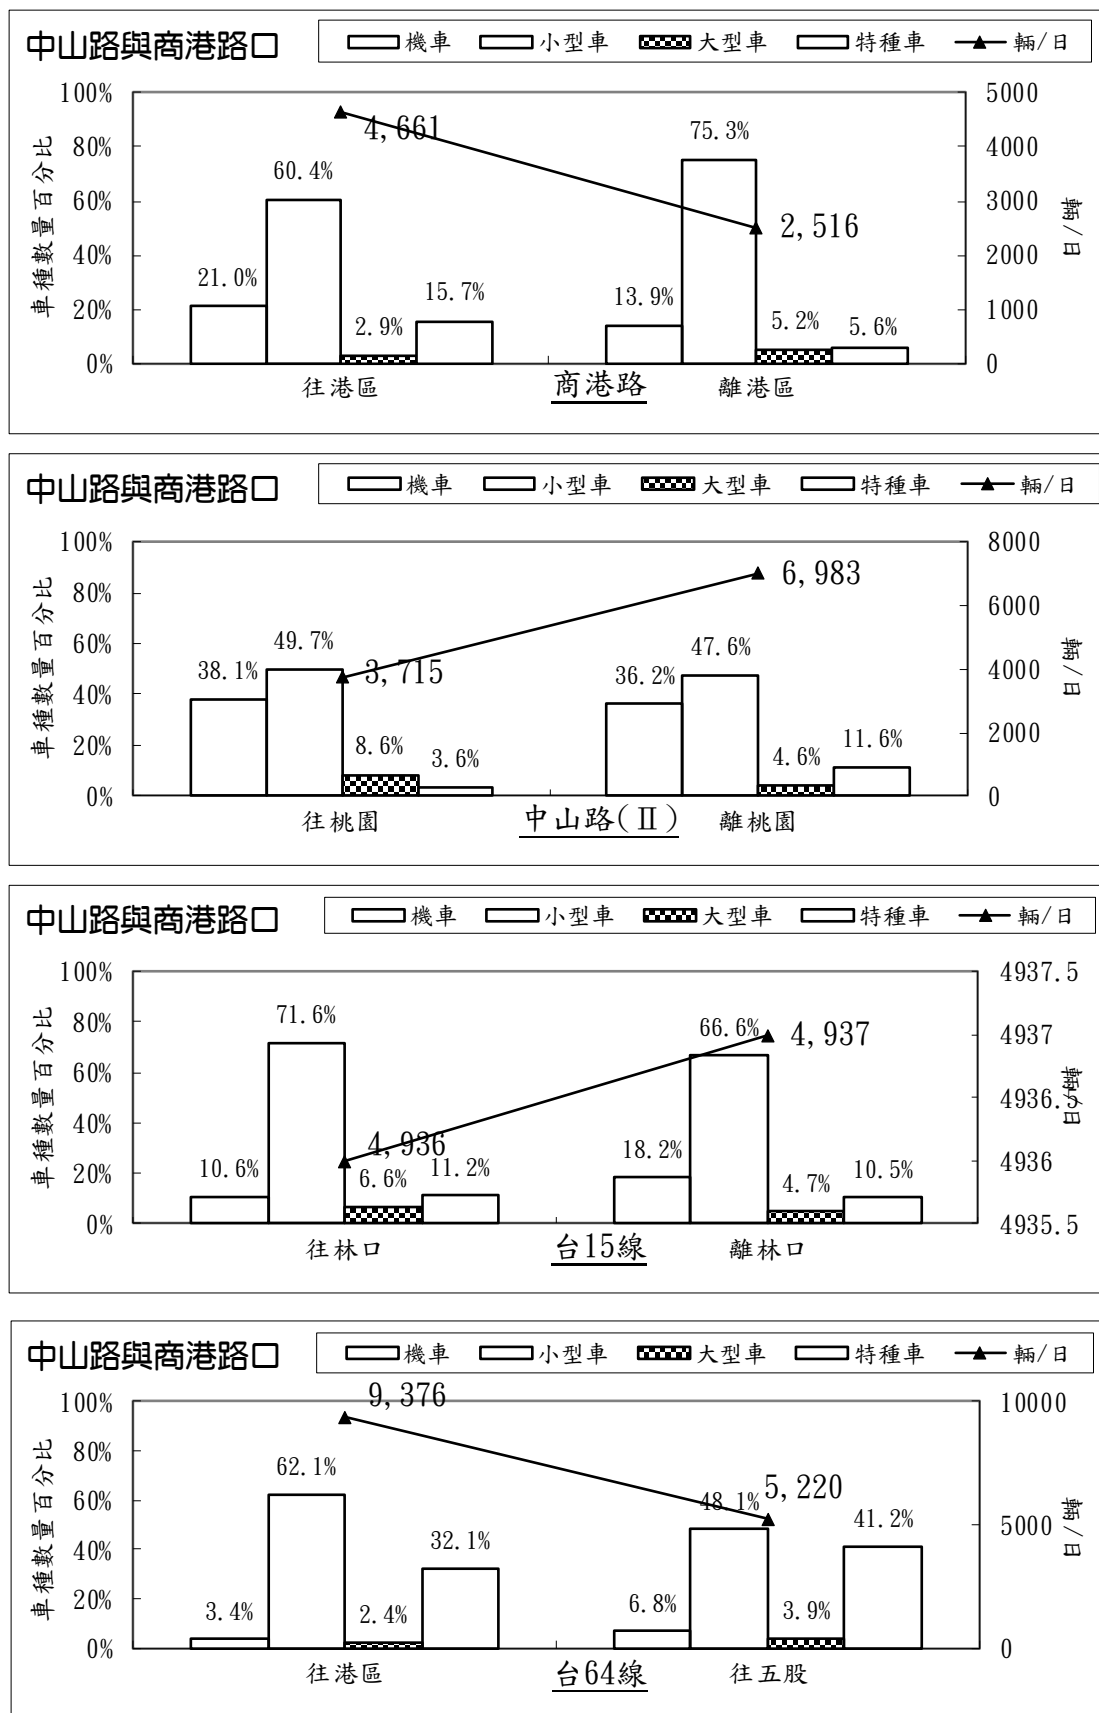 中山路與商港路口
機車 小型車 大型車 特種車 輛/日
車種數量百分比
100%
80%
60%
40%
20%
0%
21.0% 60.4% 2.9% 15.7%
13.9% 75.3% 5.2% 5.6%
4,661
2,516
5000
4000
3000
2000
1000
0
輛/日
往港區 商港路 離港區
中山路與商港路口
機車 小型車 大型車 特種車 輛/日
車種數量百分比
100%
80%
60%
40%
20%
0%
38.1% 49.7% 8.6% 3.6%
36.2% 47.6% 4.6% 11.6%
3,715
6,983
8000
6000
4000
2000
0
輛/日
往桃園 中山路(Ⅱ) 離桃園
中山路與商港路口
機車 小型車 大型車 特種車 輛/日
車種數量百分比
100%
80%
60%
40%
20%
0%
10.6% 71.6% 6.6% 11.2%
18.2% 66.6% 4.7% 10.5%
4,936
4,937
4937.5
4937
4936.5
4936
4935.5
輛/日
往林口 台15線 離林口
中山路與商港路口
機車 小型車 大型車 特種車 輛/日
車種數量百分比
100%
80%
60%
40%
20%
0%
3.4% 62.1% 2.4% 32.1%
6.8% 48.1% 3.9% 41.2%
9,376
5,220
10000
5000
0
輛/日
往港區 台64線 往五股